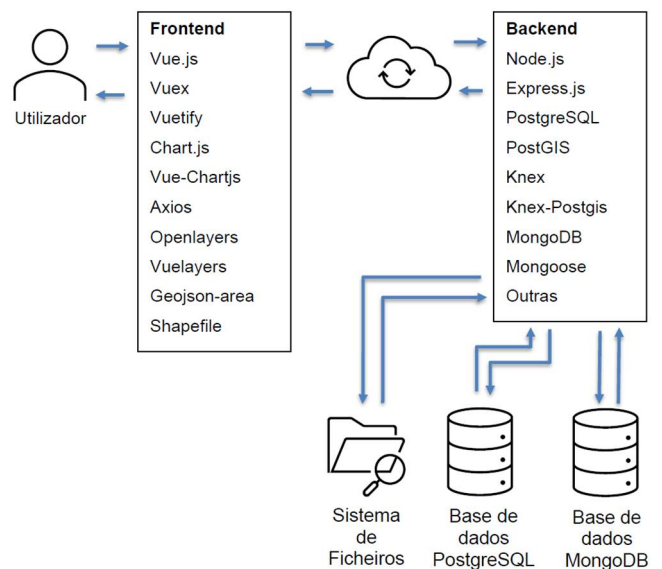 Utilizador
Frontend
Vue.js
Vuex
Vuetify
Chart.js
Vue-Chartjs
Axios
Openlayers
Vuelayers
Geojson-area
Shapefile
Backend
Node.js
Express.js
PostgreSQL
PostGIS
Knex
Knex-Postgis
MongoDB
Mongoose
Outras
Sistema
de
Ficheiros
Base de
dados
PostgreSQL
Base de
dados
MongoDB